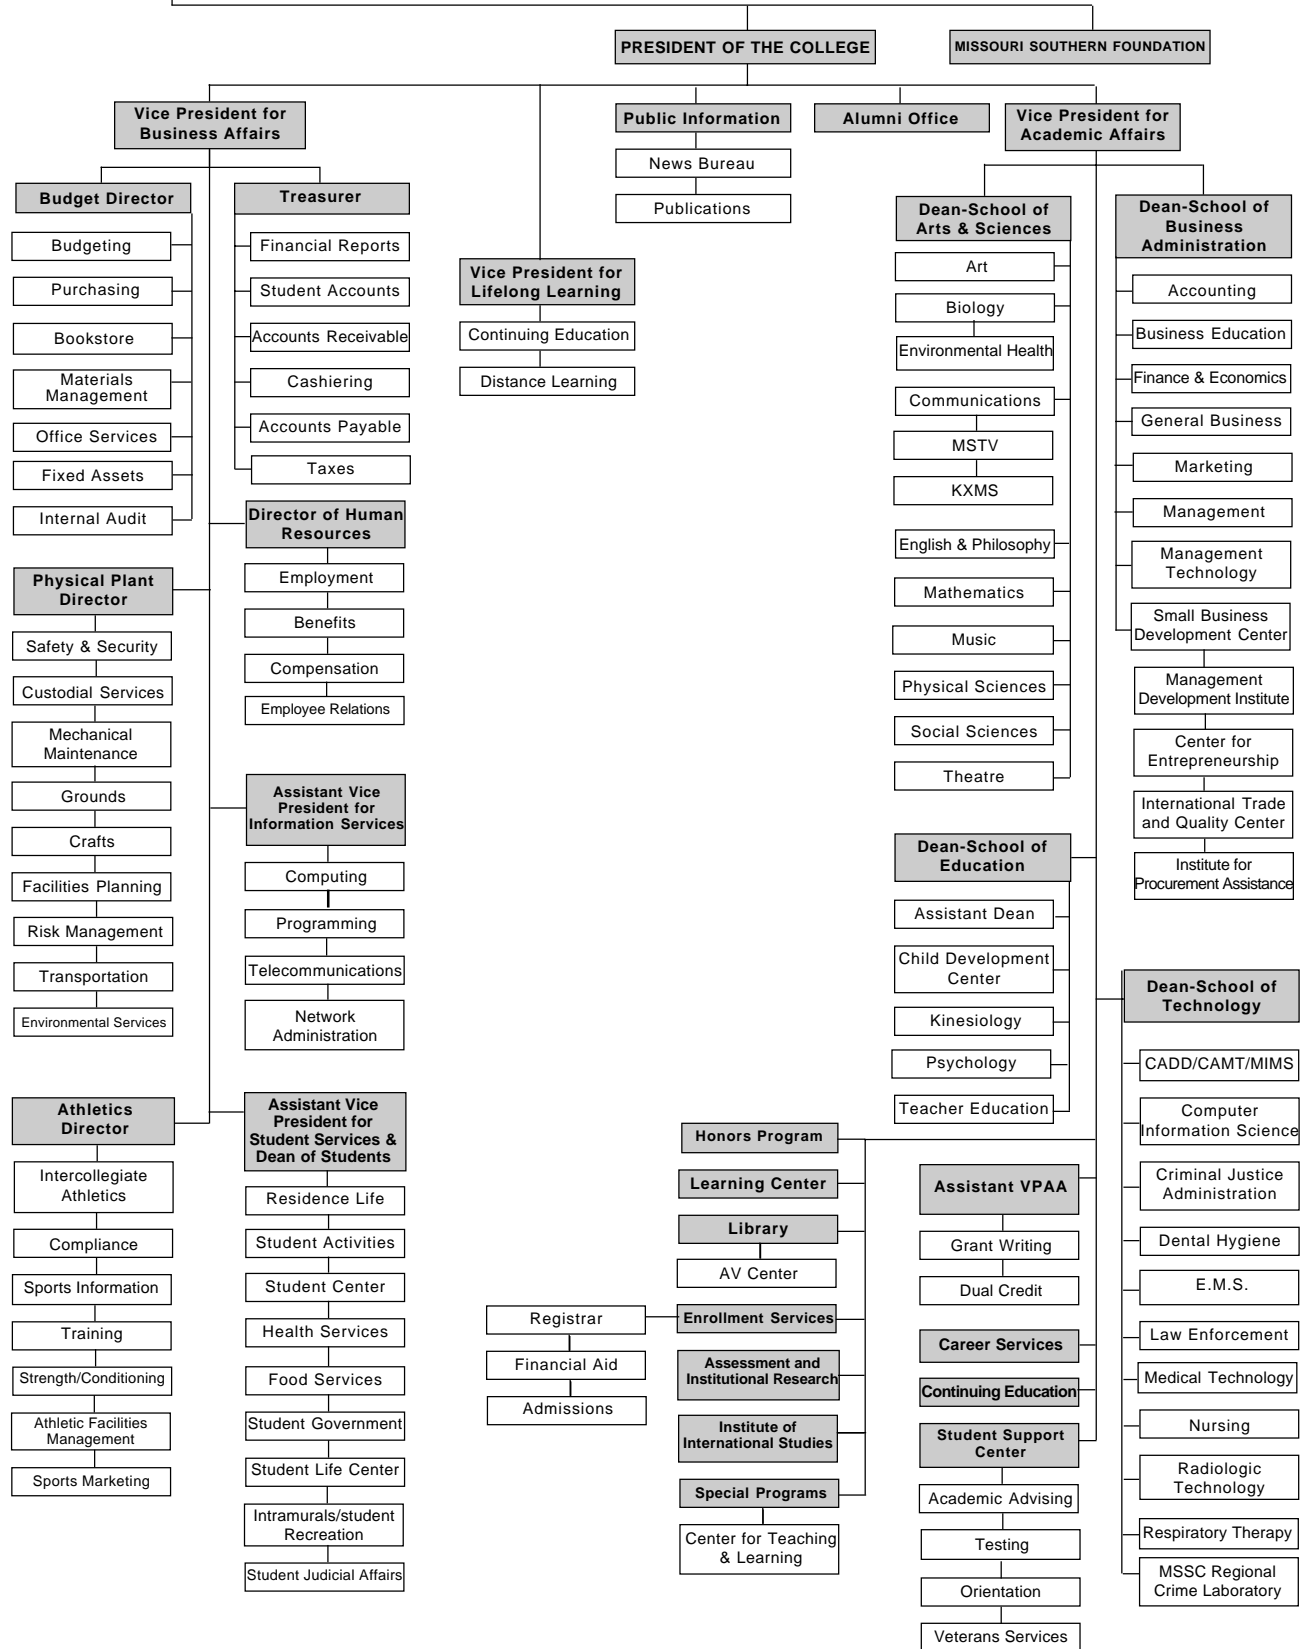 PRESIDENT OF THE COLLEGE
MISSOURI SOUTHERN FOUNDATION
Vice President for
Business Affairs
Public Information
Alumni Office
Vice President for
Academic Affairs
News Bureau
Publications
Budget Director
Budgeting
Purchasing
Bookstore
Materials
Management
Office Services
Fixed Assets
Internal Audit
Treasurer
Financial Reports
Student Accounts
Accounts Receivable
Cashiering
Accounts Payable
Taxes
Vice President for
Lifelong Learning
Continuing Education
Distance Learning
Dean-School of
Arts & Sciences
Art
Biology
Environmental Health
Communications
MSTV
KXMS
English & Philosophy
Mathematics
Music
Physical Sciences
Social Sciences
Theatre
Dean-School of
Business
Administration
Accounting
Business Education
Finance & Economics
General Business
Marketing
Management
Management
Technology
Small Business
Development Center
Management
Development Institute
Center for
Entrepreneurship
International Trade
and Quality Center
Institute for
Procurement Assistance
Director of Human
Resources
Employment
Benefits
Compensation
Employee Relations
Physical Plant
Director
Safety & Security
Custodial Services
Mechanical
Maintenance
Grounds
Crafts
Facilities Planning
Risk Management
Transportation
Environmental Services
Assistant Vice
President for
Information Services
Computing
Programming
Telecommunications
Network
Administration
Dean-School of
Education
Assistant Dean
Child Development
Center
Kinesiology
Psychology
Teacher Education
Dean-School of
Technology
CADD/CAMT/MIMS
Computer
Information Science
Criminal Justice
Administration
Dental Hygiene
E.M.S.
Law Enforcement
Medical Technology
Nursing
Radiologic
Technology
Respiratory Therapy
MSSC Regional
Crime Laboratory
Athletics
Director
Intercollegiate
Athletics
Compliance
Sports Information
Training
Strength/Conditioning
Athletic Facilities
Management
Sports Marketing
Assistant Vice
President for
Student Services &
Dean of Students
Residence Life
Student Activities
Student Center
Health Services
Food Services
Student Government
Student Life Center
Intramurals/student
Recreation
Student Judicial Affairs
Honors Program
Learning Center
Library
AV Center
Enrollment Services
Registrar
Financial Aid
Admissions
Assessment and
Institutional Research
Institute of
International Studies
Special Programs
Center for Teaching
& Learning
Assistant VPAA
Grant Writing
Dual Credit
Career Services
Continuing Education
Student Support
Center
Academic Advising
Testing
Orientation
Veterans Services